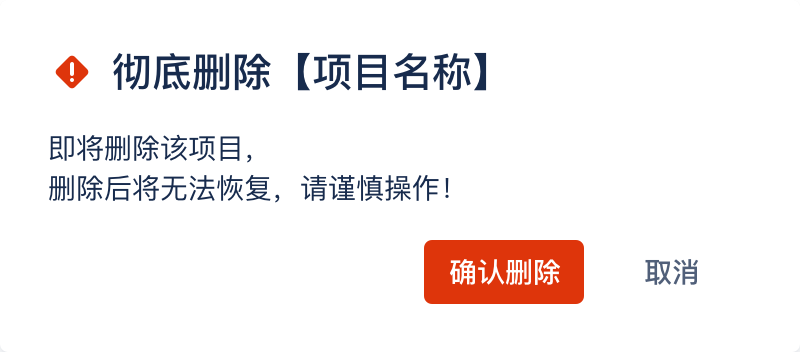 彻底删除【项目名称】
即将删除该项目，
删除后将无法恢复，请谨慎操作！
确认删除
取消